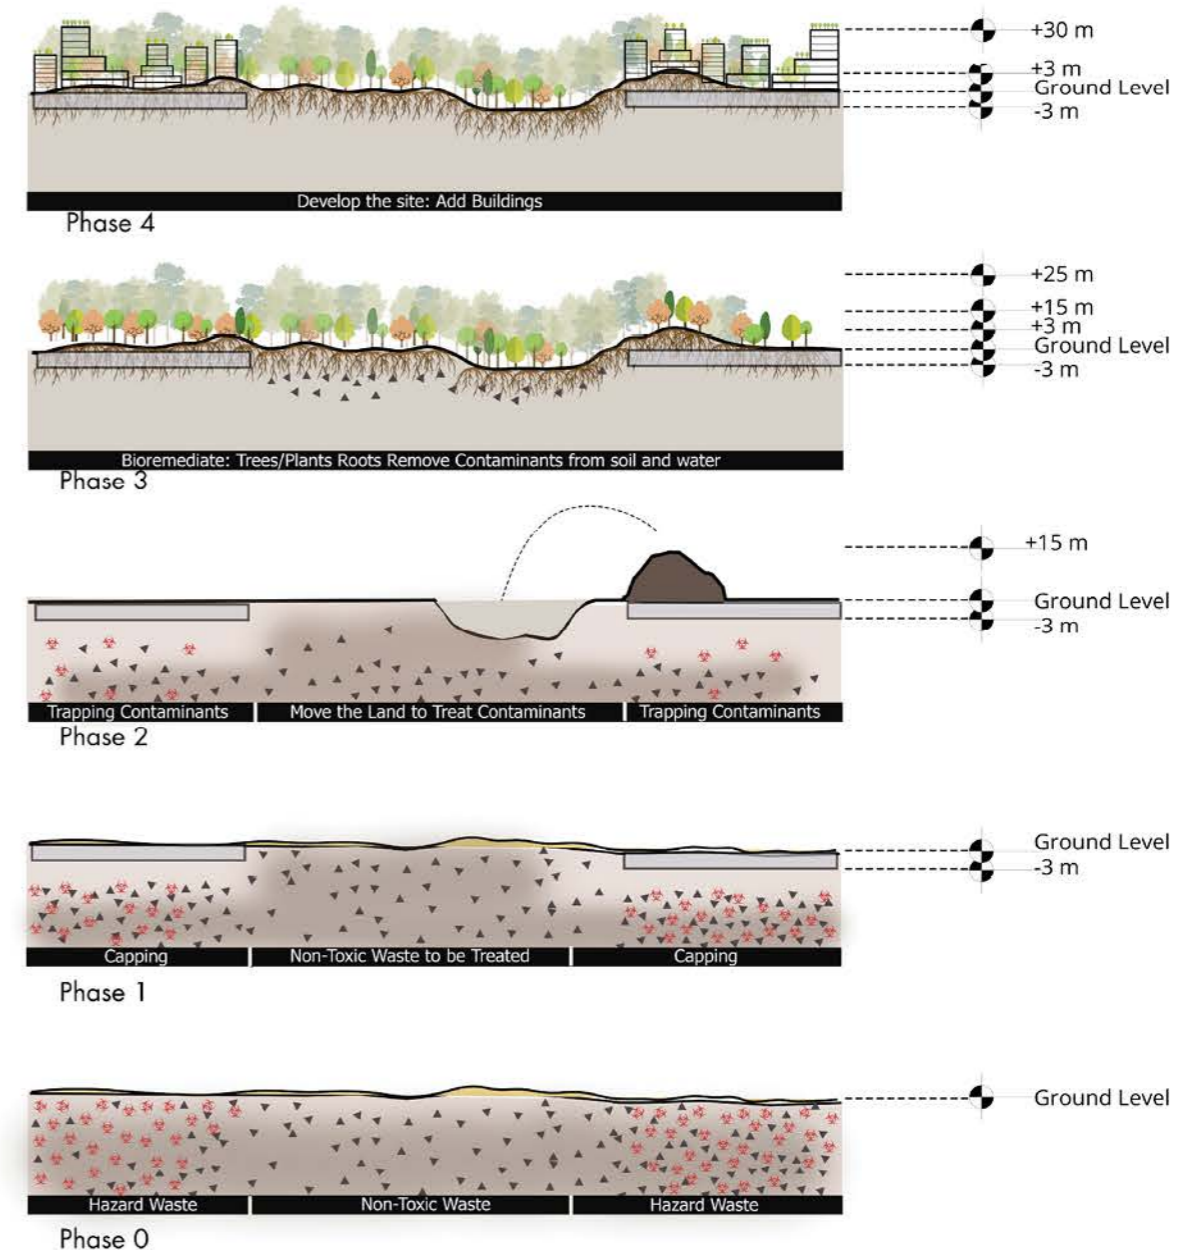 +30 m
+3 m
Ground Level
-3 m
Develop the site: Add Buildings
Phase 4
+25 m
+15 m
+3 m
Ground Level
-3 m
Bioremediate: Trees/Plants Roots Remove Contaminants from soil and water
Phase 3
+15 m
Ground Level
-3 m
Trapping Contaminants
Move the Land to Treat Contaminants
Trapping Contaminants
Phase 2
Ground Level
-3 m
Capping
Non-Toxic Waste to be Treated
Capping
Phase 1
Ground Level
Hazard Waste
Non-Toxic Waste
Hazard Waste
Phase 0